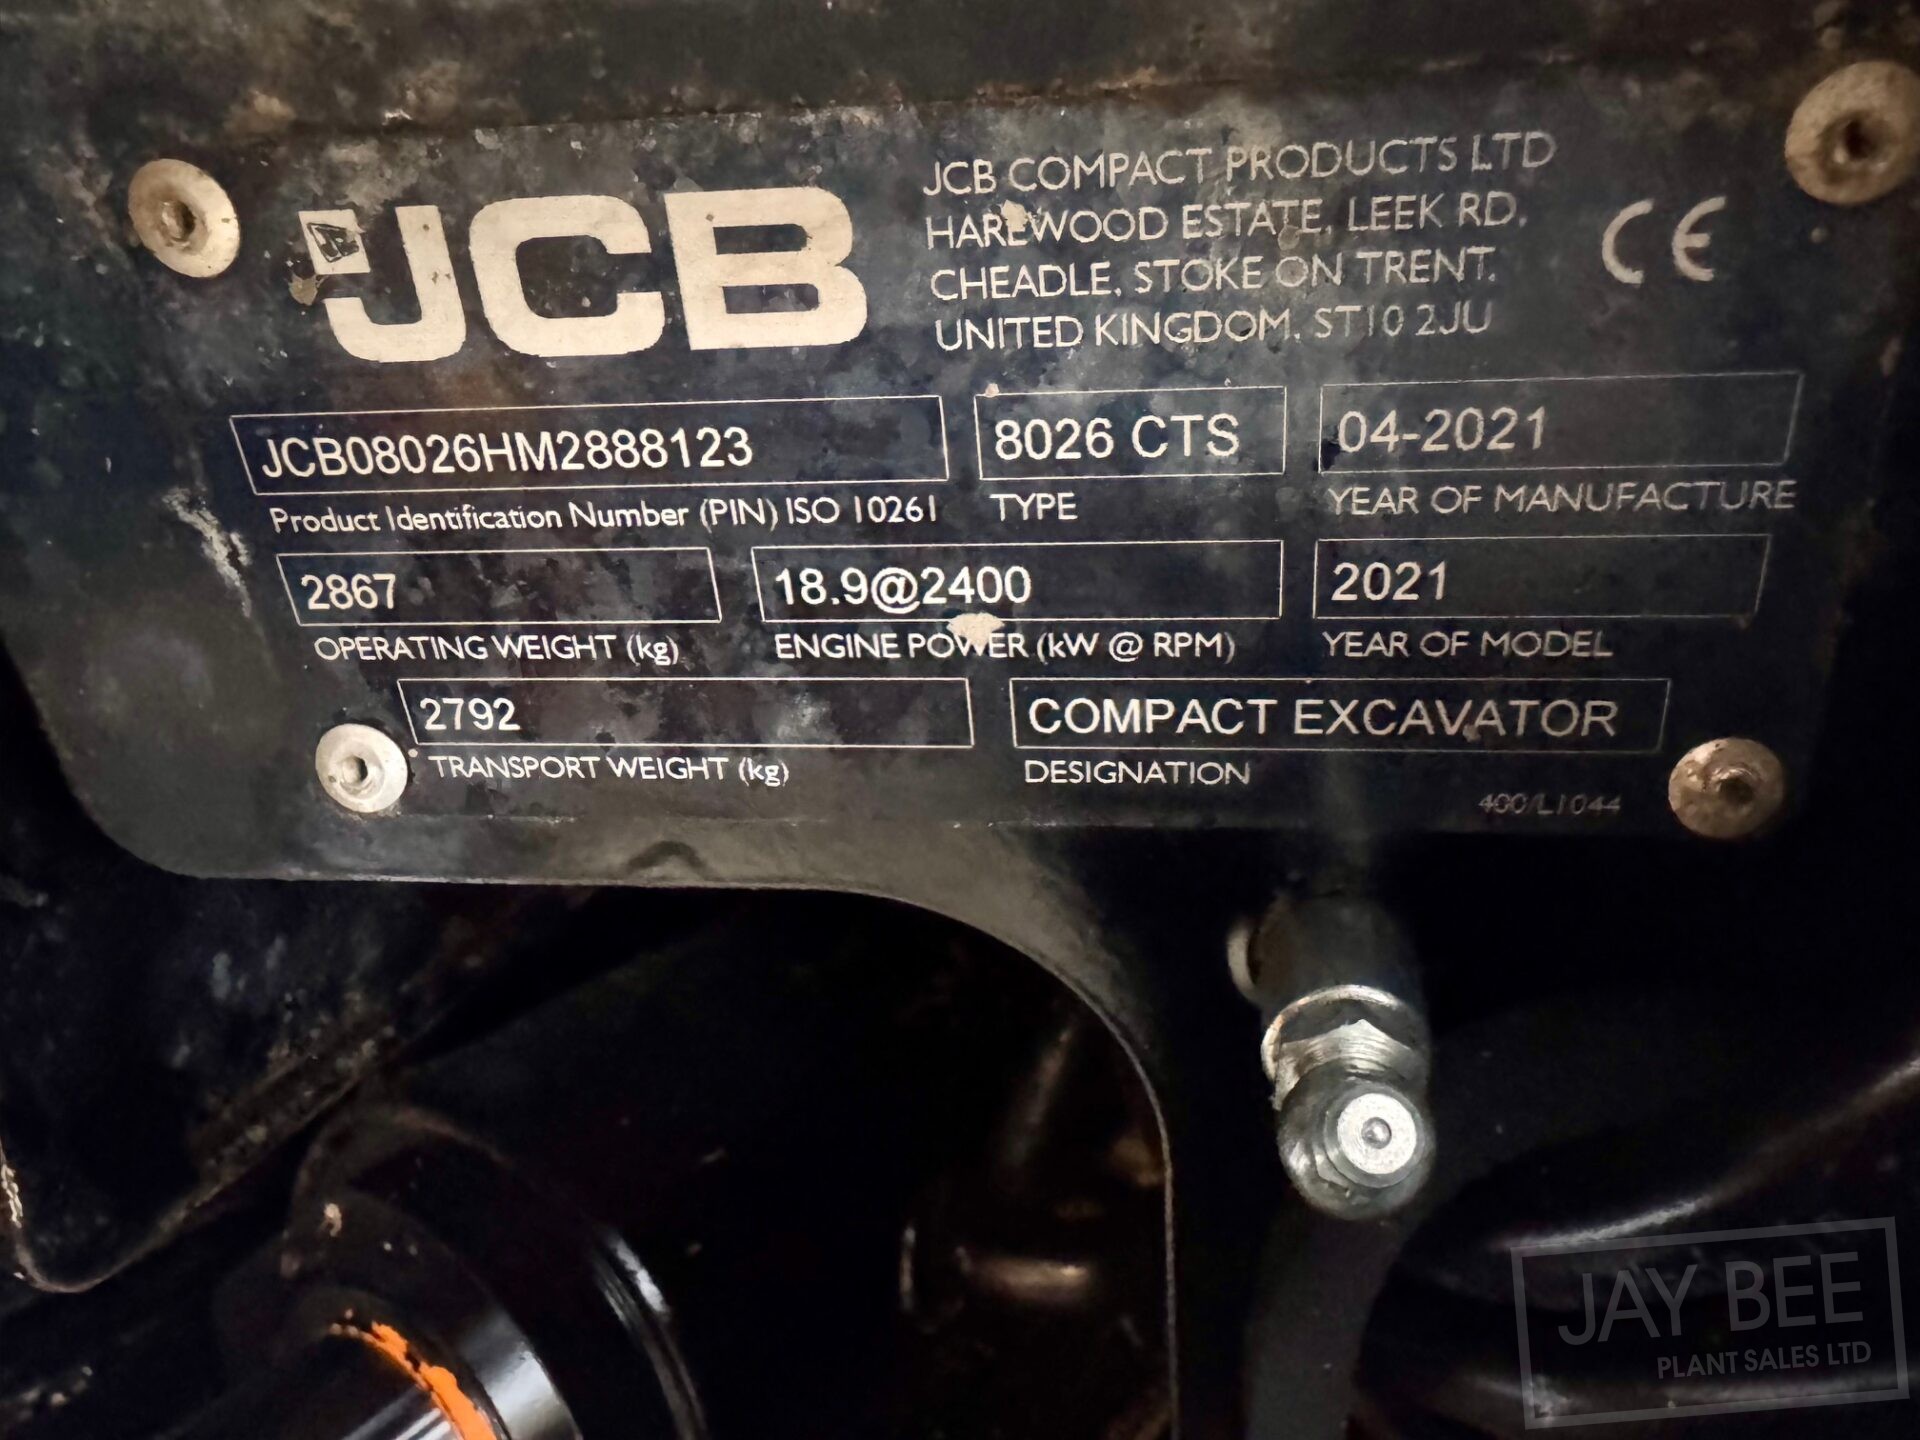 JCB
JCB COMPACT PRODUCTS LTD
HAREWOOD ESTATE, LEEK RD,
CHEADLE, STOKE ON TRENT,
UNITED KINGDOM, ST10 2JU
CE
JCB08026HM2888123
Product Identification Number (PIN) ISO 10261
8026 CTS
TYPE
04-2021
YEAR OF MANUFACTURE
2867
OPERATING WEIGHT (kg)
18.9@2400
ENGINE POWER (kW @ RPM)
2021
YEAR OF MODEL
2792
TRANSPORT WEIGHT (kg)
COMPACT EXCAVATOR
DESIGNATION
400/L1044
JAY BEE
PLANT SALES LTD